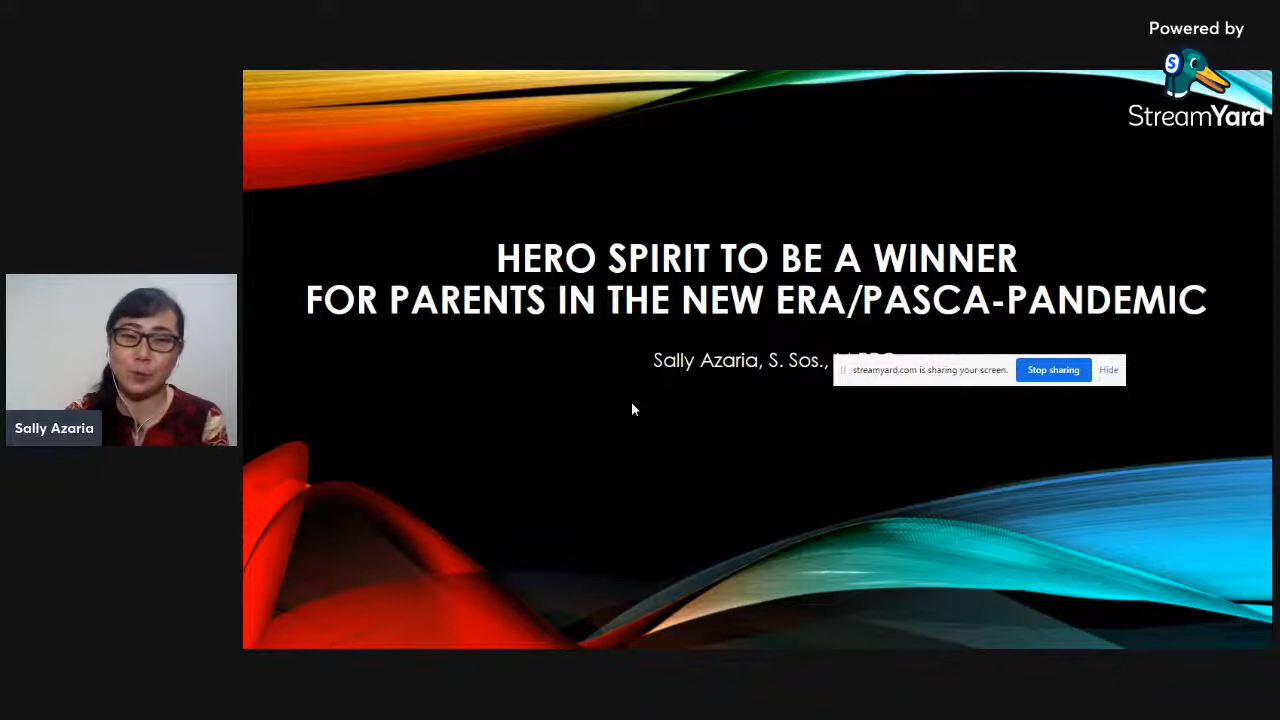 Powered by
StreamYard
HERO SPIRIT TO BE A WINNER
FOR PARENTS IN THE NEW ERA/PASCA-PANDEMIC
Sally Azaria, S. Sos.,
streamyard.com is sharing your screen.
Stop sharing
Hide
Sally Azaria